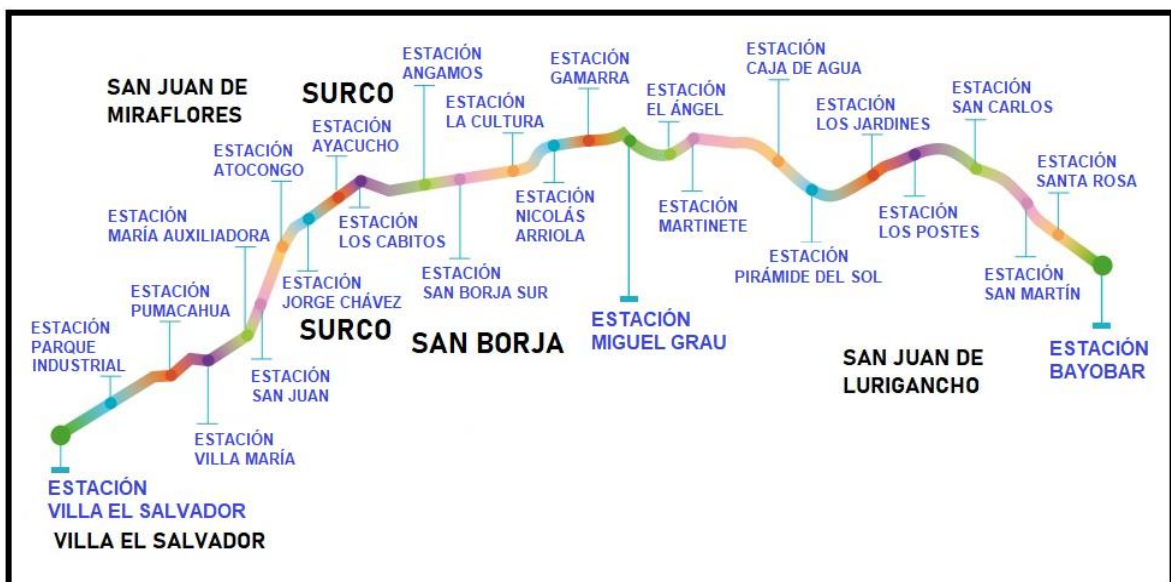 SAN JUAN DE
MIRAFLORES
SURCO
ESTACIÓN
ANGAMOS
ESTACIÓN
GAMARRA
ESTACIÓN
CAJA DE AGUA
ESTACIÓN
LA CULTURA
ESTACIÓN
EL ÁNGEL
ESTACIÓN
SAN CARLOS
ESTACIÓN
LOS JARDINES
ESTACIÓN
AYACUCHO
ESTACIÓN
ATOCONGO
ESTACIÓN
SANTA ROSA
ESTACIÓN
MARÍA AUXILIADORA
ESTACIÓN
LOS CABITOS
ESTACIÓN
NICOLÁS
ARRIOLA
ESTACIÓN
MARTINETE
ESTACIÓN
LOS POSTES
ESTACIÓN
PIRÁMIDE DEL SOL
ESTACIÓN
JORGE CHÁVEZ
ESTACIÓN
SAN BORJA SUR
ESTACIÓN
SAN MARTÍN
ESTACIÓN
PUMACAHUA
ESTACIÓN
PARQUE
INDUSTRIAL
SURCO
SAN BORJA
ESTACIÓN
MIGUEL GRAU
SAN JUAN DE
LURIGANCHO
ESTACIÓN
BAYOBAR
ESTACIÓN
SAN JUAN
ESTACIÓN
VILLA MARÍA
ESTACIÓN
VILLA EL SALVADOR
VILLA EL SALVADOR